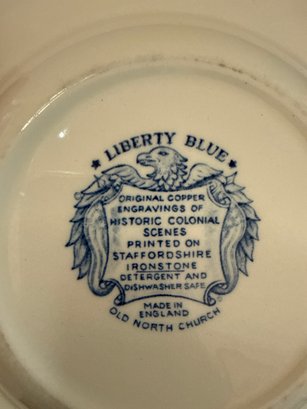 LIBERTY BLUE
ORIGINAL COPPER
ENGRAVINGS OF
HISTORIC COLONIAL
SCENES
PRINTED ON
STAFFORDSHIRE
IRONSTONE
DETERGENT AND
DISHWASHER SAFE
MADE IN
ENGLAND
OLD NORTH CHURCH